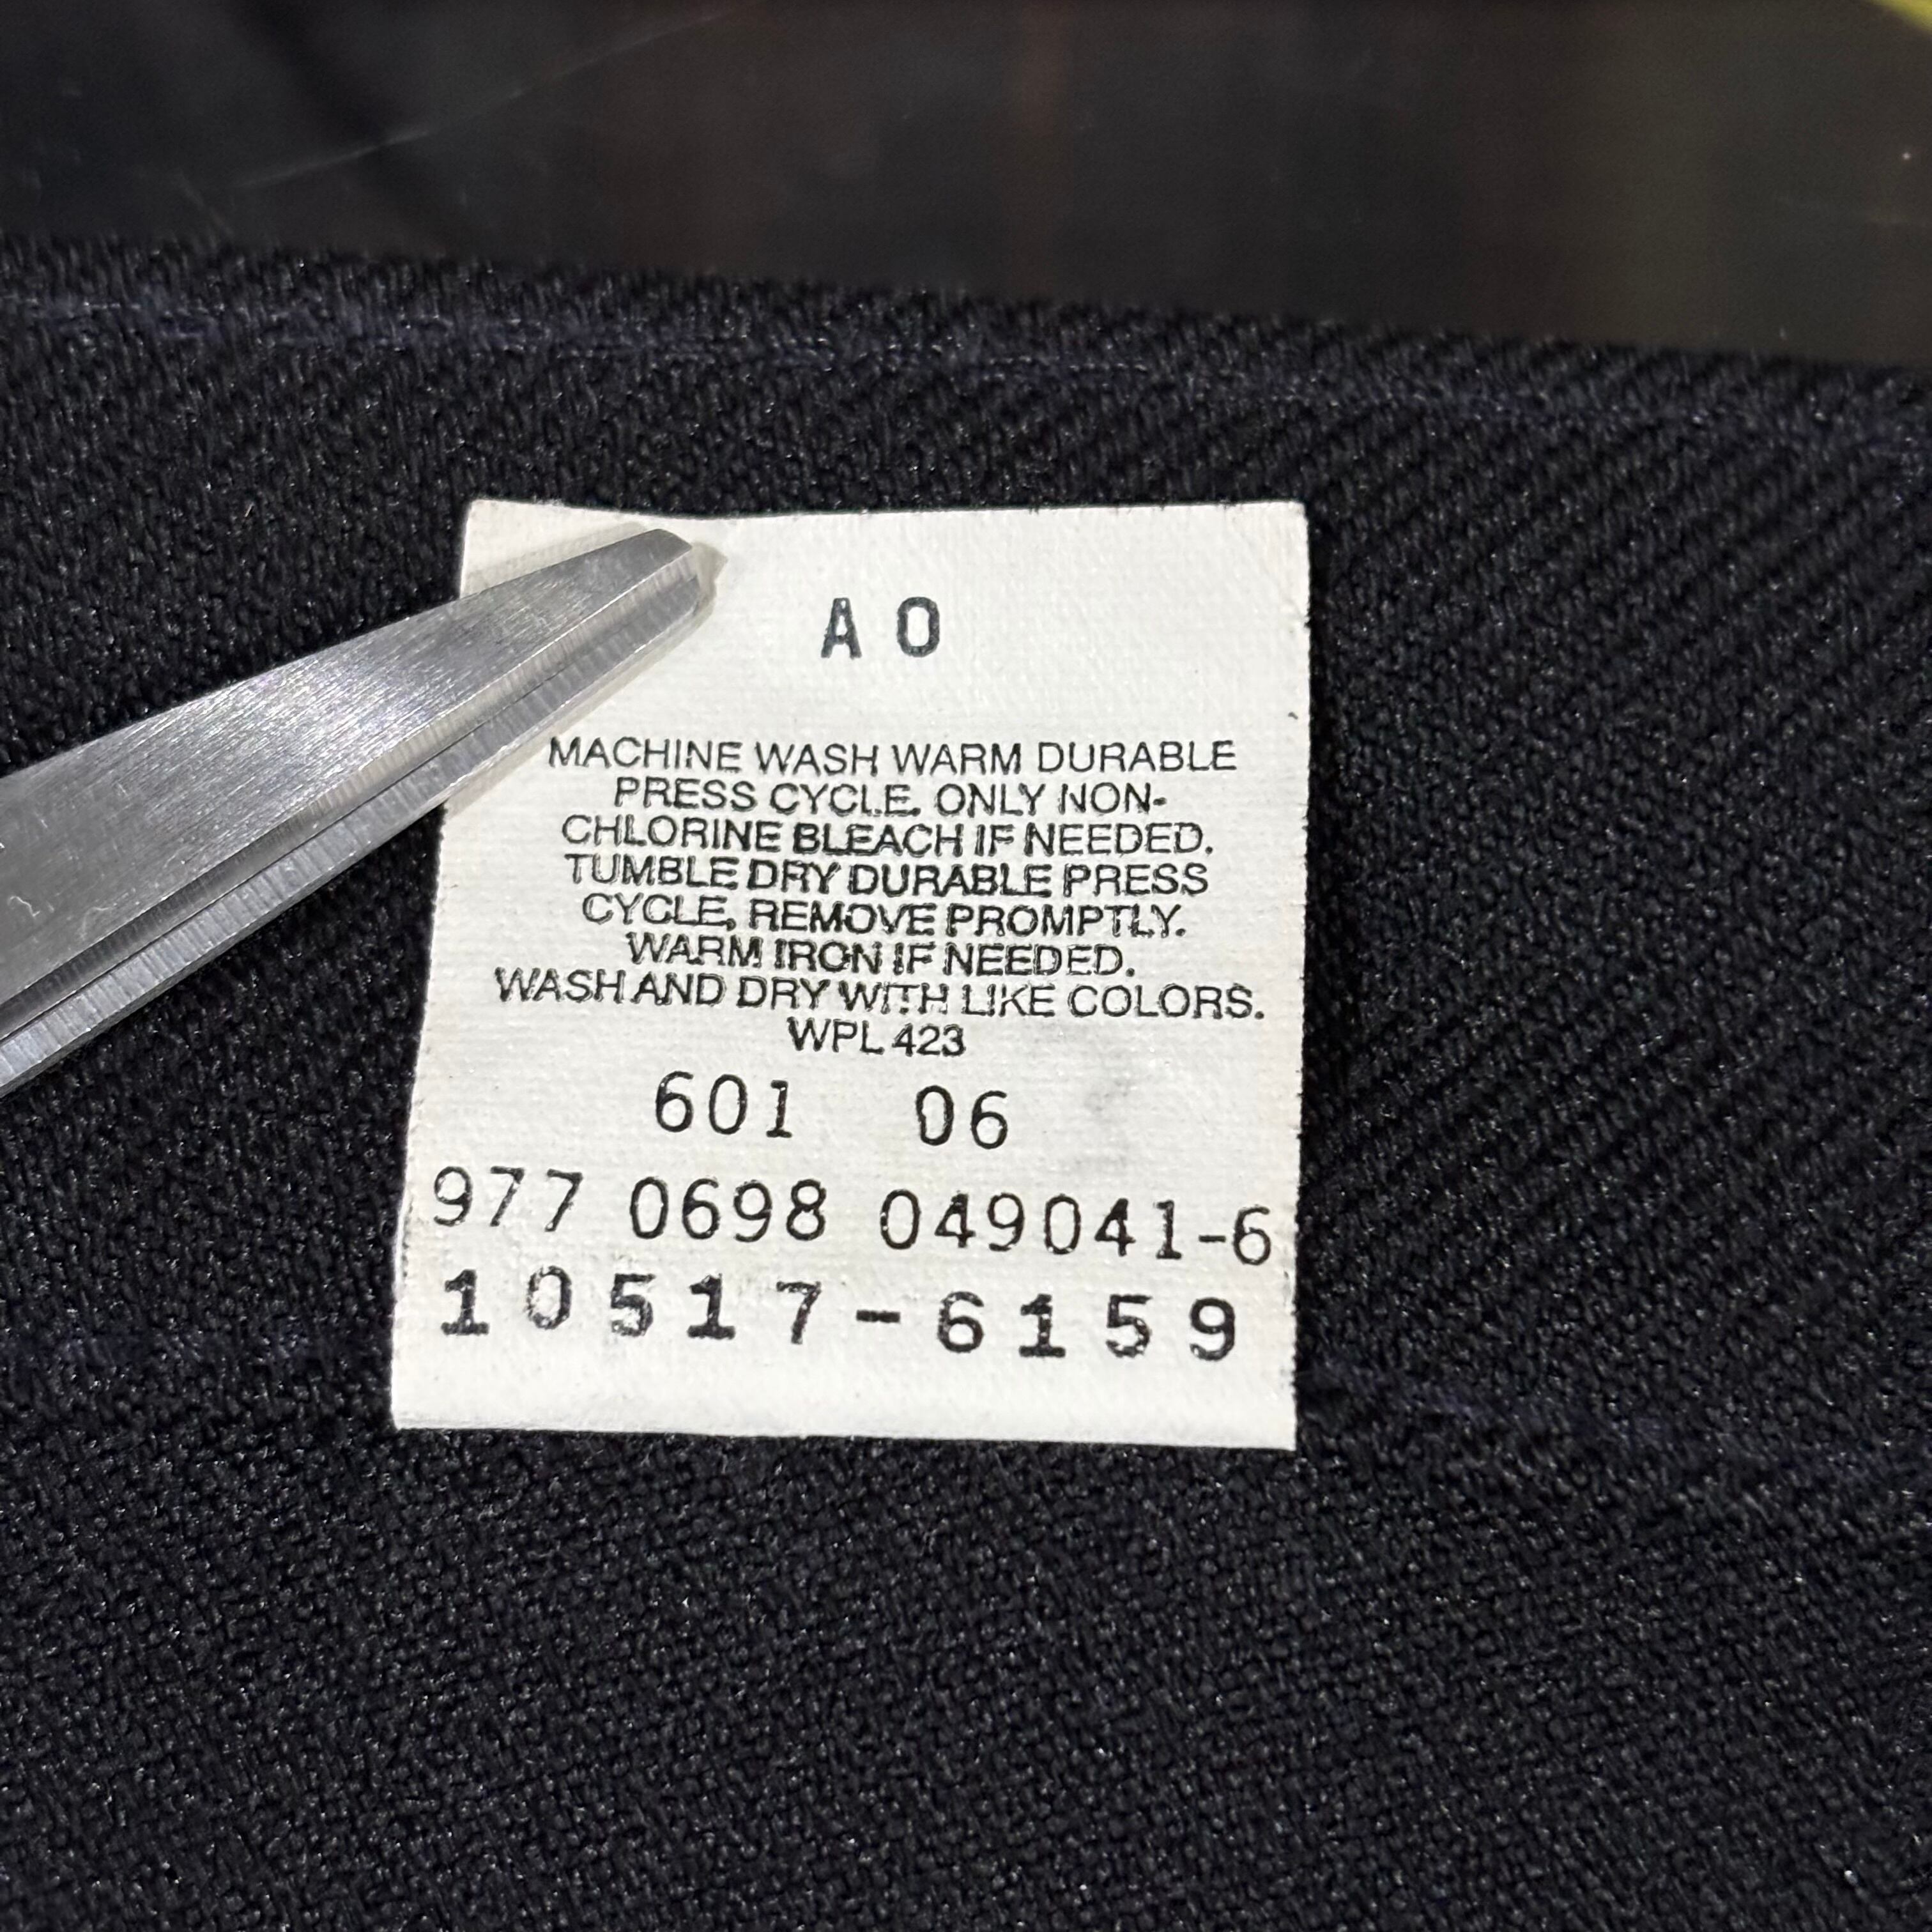 A O
MACHINE WASH WARM DURABLE
PRESS CYCLE. ONLY NON-
CHLORINE BLEACH IF NEEDED.
TUMBLE DRY DURABLE PRESS
CYCLE, REMOVE PROMPTLY.
WARM IRON IF NEEDED.
WASH AND DRY WITH LIKE COLORS.
WPL 423
601 06
977 0698 049041-6
10517-6159